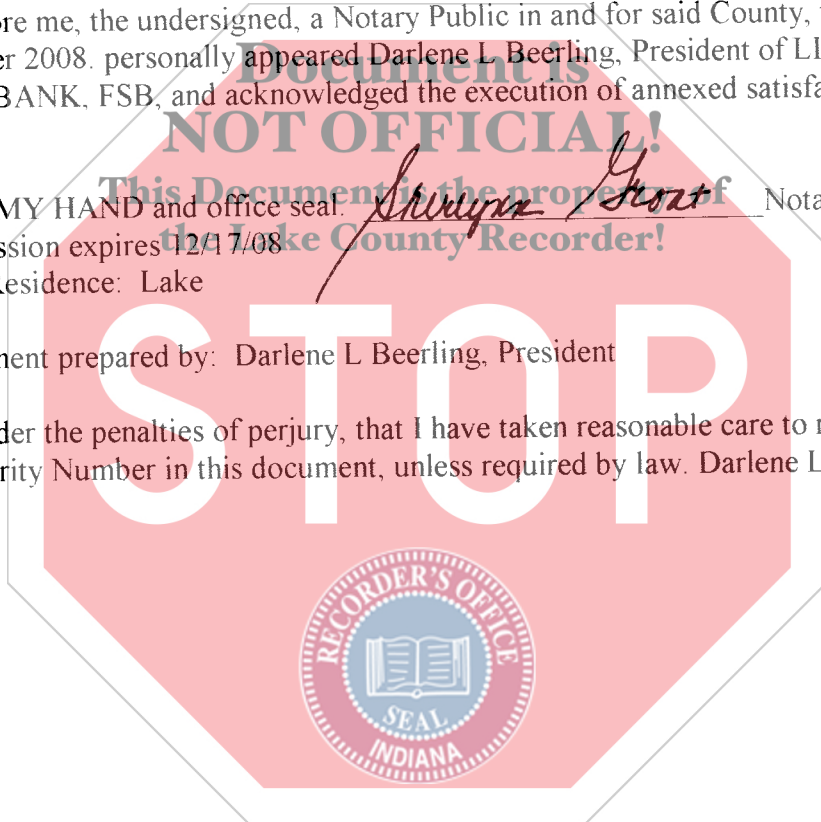 ore me, the undersigned, a Notary Public in and for said County,
er 2008. personally appeared Darlene L Beerling, President of LI
BANK, FSB, and acknowledged the execution of annexed satisfa
Document is
NOT OFFICIAL!
This Document is the property of
the Lake County Recorder!
MY HAND and office seal. Nota
ssion expires 12/17/08
Residence: Lake
STOP
nent prepared by: Darlene L Beerling, President
der the penalties of perjury, that I have taken reasonable care to r
rity Number in this document, unless required by law. Darlene L
RECORDER'S OFFICE
SEAL
INDIANA